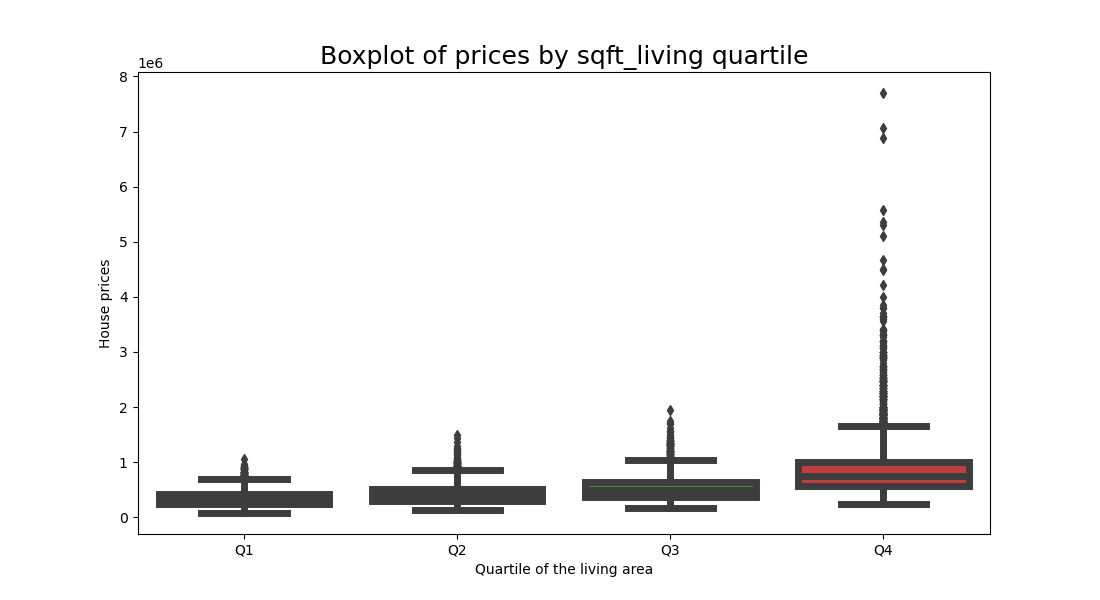 Boxplot of prices by sqft_living quartile
1e6
8
7
6
5
4
3
2
1
0
House prices
Q1 Q2 Q3 Q4
Quartile of the living area